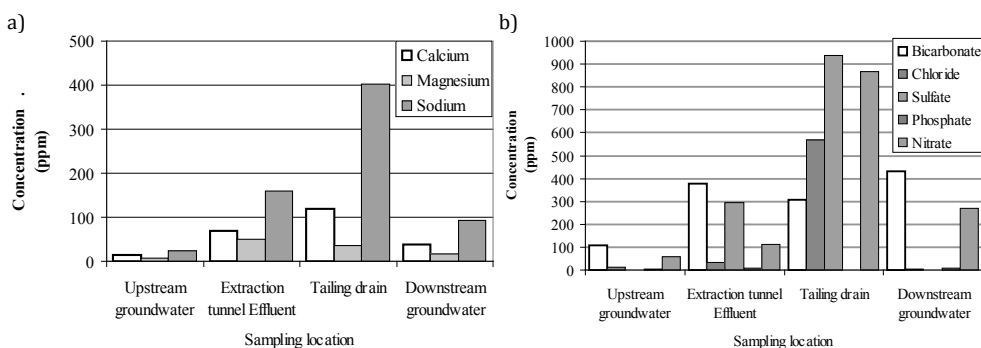 a)
Concentration .
(ppm)
500
400
300
200
100
0
Calcium
Magnesium
Sodium
Upstream
groundwater
Extraction
tunnel Effluent
Tailing drain
Downstream
groundwater
Sampling location
b)
Concentration
(ppm)
1000
900
800
700
600
500
400
300
200
100
0
Bicarbonate
Chloride
Sulfate
Phosphate
Nitrate
Upstream
groundwater
Extraction tunnel
Effluent
Tailing drain
Downstream
groundwater
Sampling location